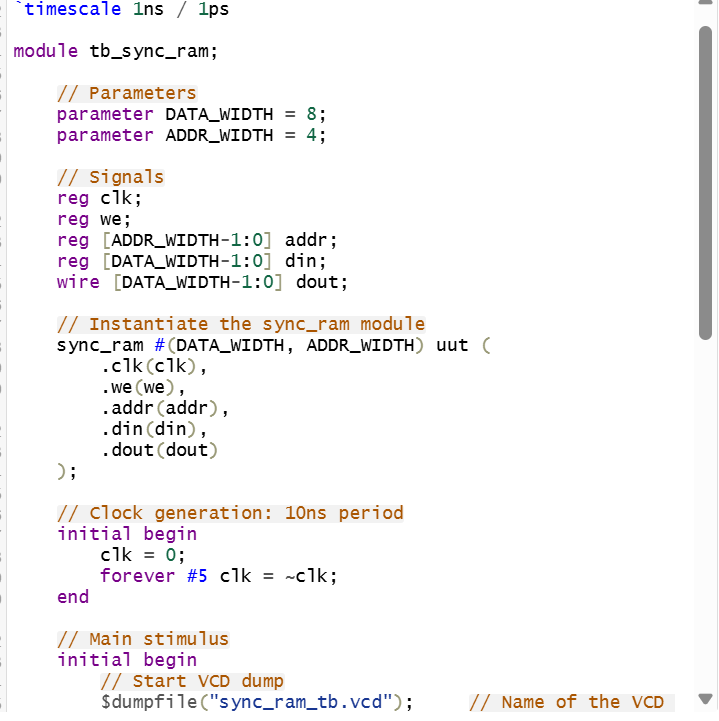 `timescale 1ns / 1ps
module tb_sync_ram;
// Parameters
parameter DATA_WIDTH = 8;
parameter ADDR_WIDTH = 4;
// Signals
reg clk;
reg we;
reg [ADDR_WIDTH-1:0] addr;
reg [DATA_WIDTH-1:0] din;
wire [DATA_WIDTH-1:0] dout;
// Instantiate the sync_ram module
sync_ram #(DATA_WIDTH, ADDR_WIDTH) uut (
.clk(clk),
.we(we),
.addr(addr),
.din(din),
.dout(dout)
);
// Clock generation: 10ns period
initial begin
clk = 0;
forever #5 clk = ~clk;
end
// Main stimulus
initial begin
// Start VCD dump
$dumpfile("sync_ram_tb.vcd"); // Name of the VCD